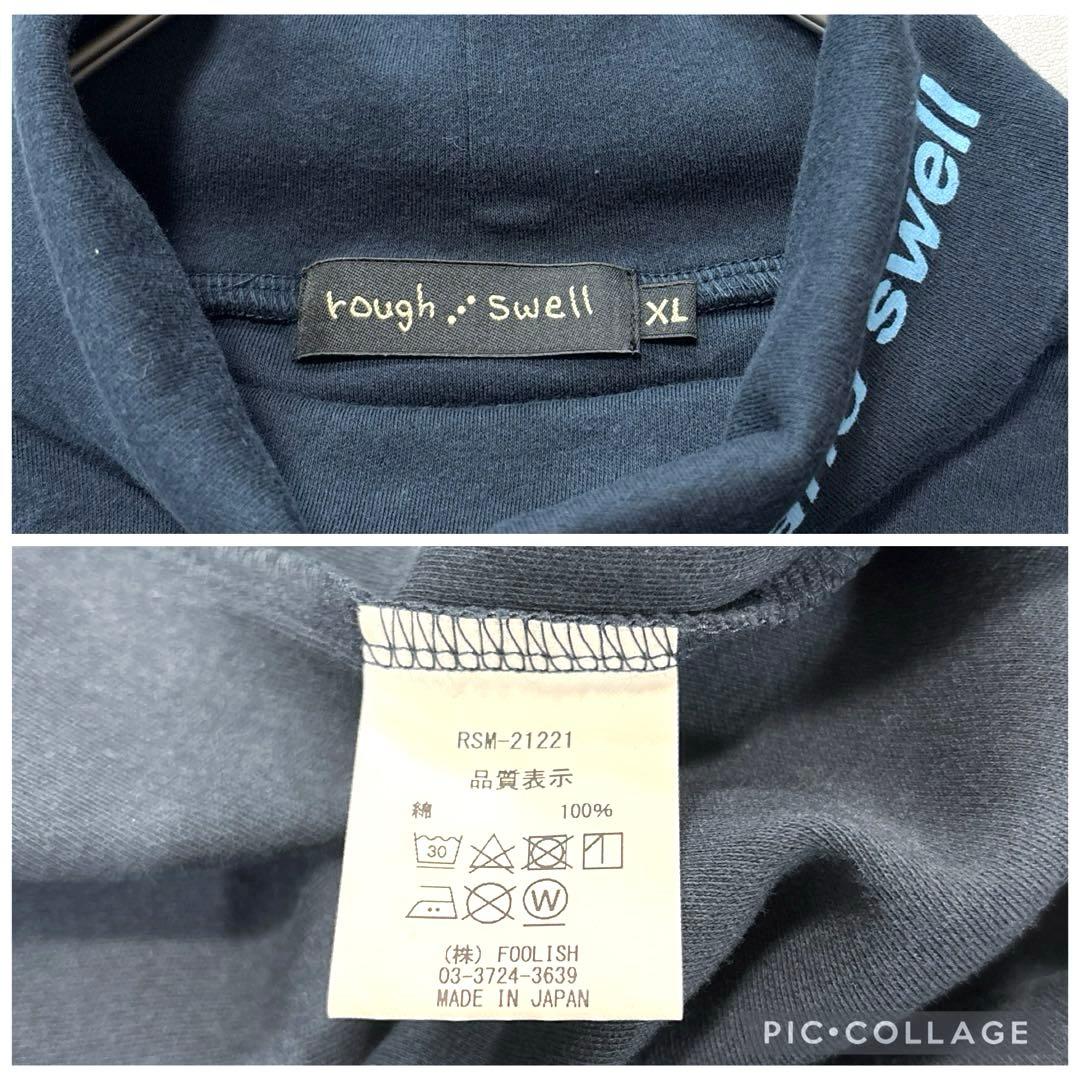 rough swell XL
swell
RSM-21221
品質表示
綿 100%
30
W
(株) FOOLISH
03-3724-3639
MADE IN JAPAN
PIC•COLLAGE